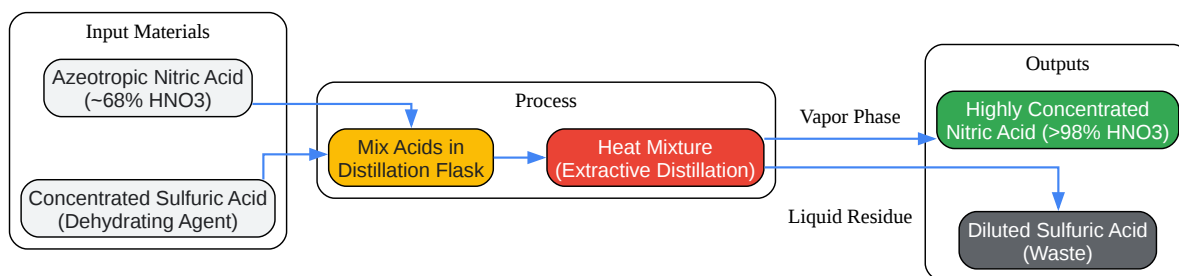 Input Materials
Azeotropic Nitric Acid
(~68% HNO3)
Concentrated Sulfuric Acid
(Dehydrating Agent)
Process
Mix Acids in
Distillation Flask
Heat Mixture
(Extractive Distillation)
Vapor Phase
Liquid Residue
Outputs
Highly Concentrated
Nitric Acid (>98% HNO3)
Diluted Sulfuric Acid
(Waste)